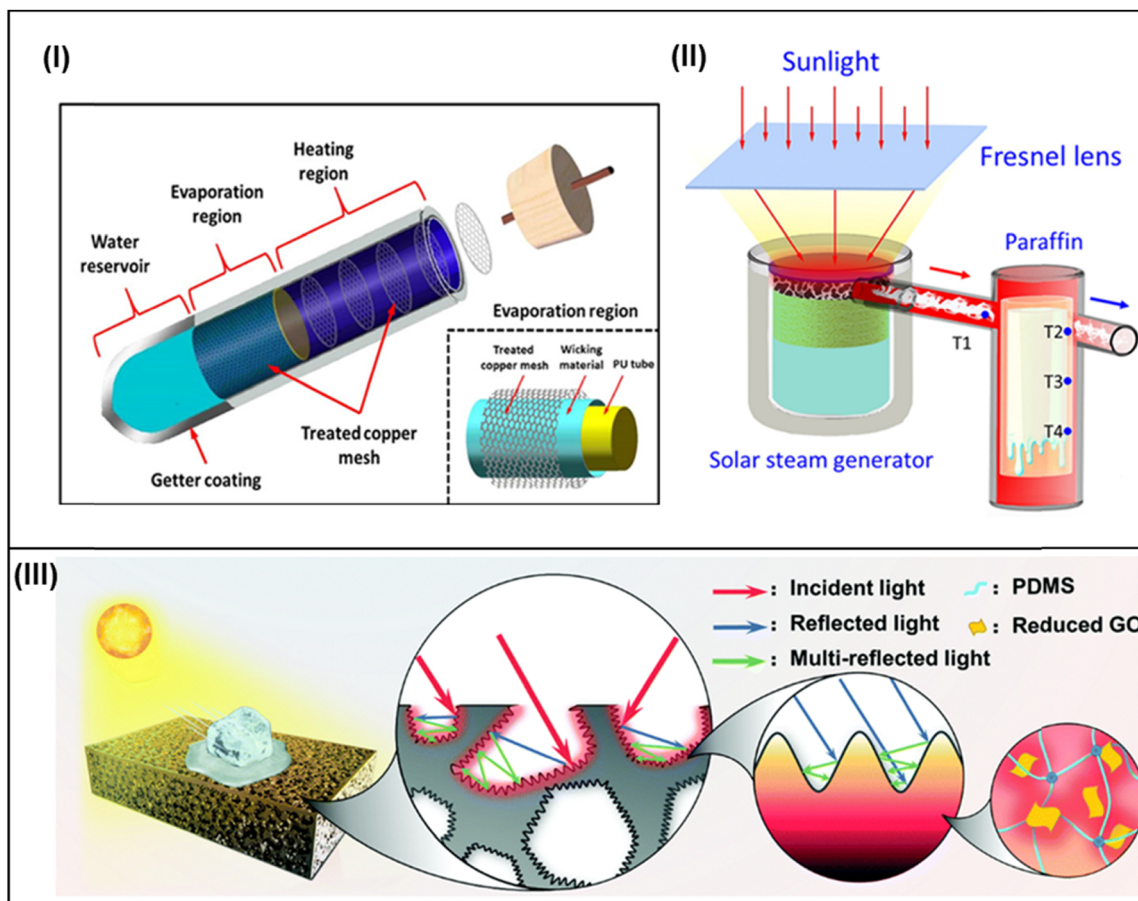 (I)
Heating
region
Evaporation
region
Water
reservoir
Treated copper
mesh
Getter coating
Evaporation region
Treated
copper mesh
Wicking
material
PU tube
(II)
Sunlight
Fresnel lens
Paraffin
T1
T2
T3
T4
Solar steam generator
(III)
: Incident light
: PDMS
: Reflected light
: Reduced GO
: Multi-reflected light